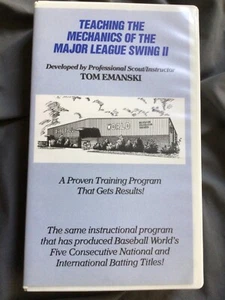 TEACHING THE
MECHANICS OF THE
MAJOR LEAGUE SWING II
Developed by Professional Scout/Instructor
TOM EMANSKI
A Proven Training Program
That Gets Results!
The same instructional program
that has produced Baseball World's
Five Consecutive National and
International Batting Titles!